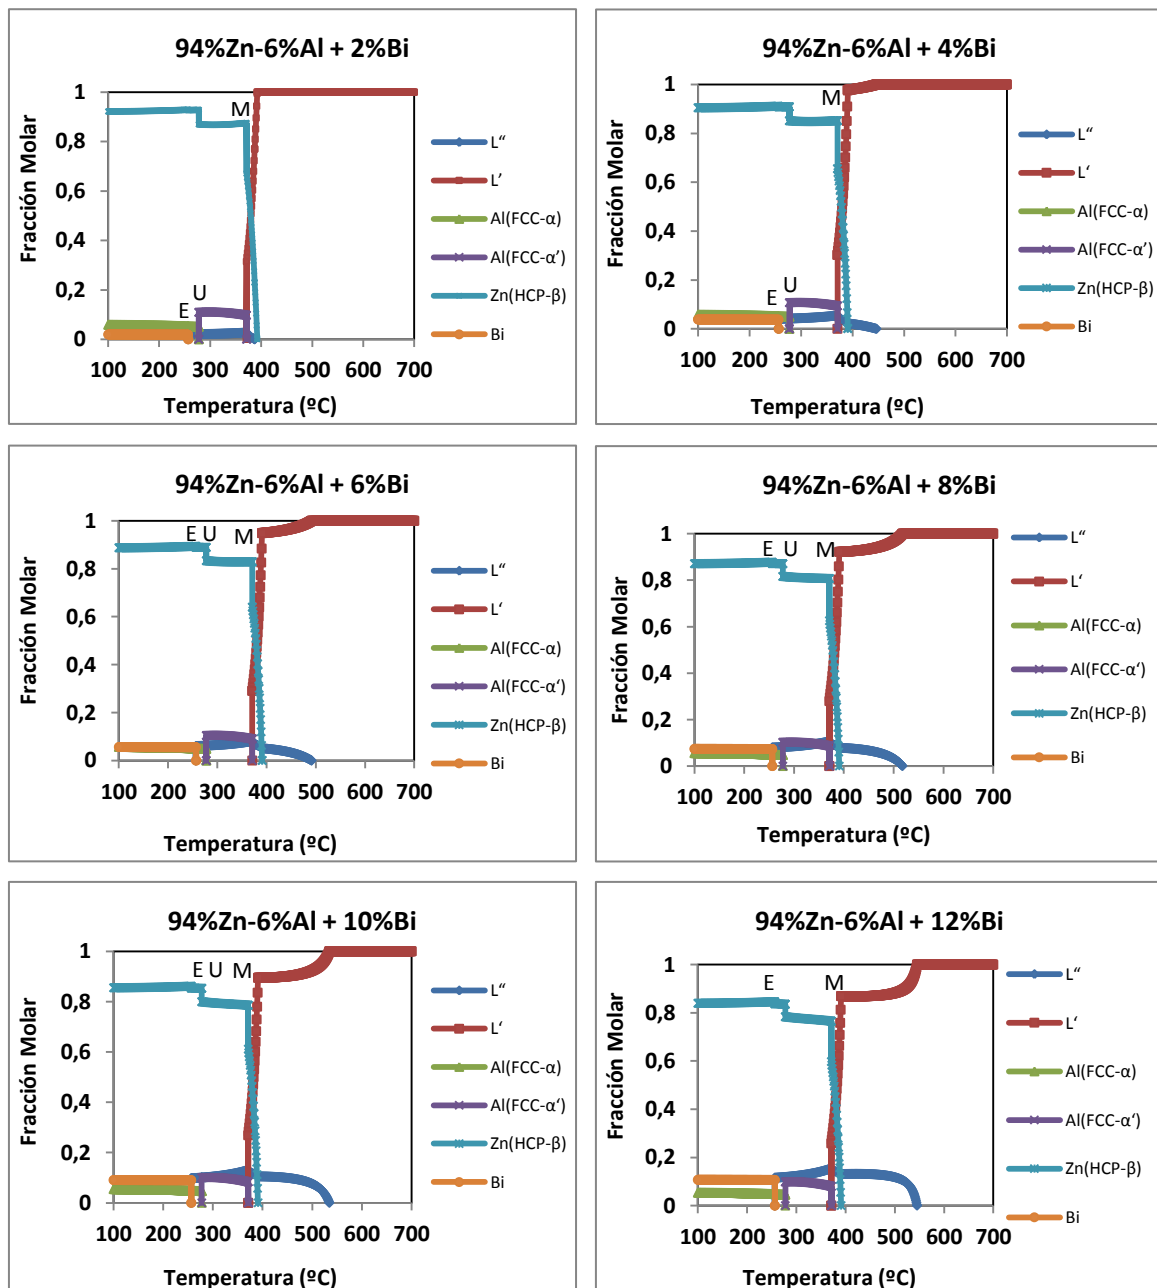 94%Zn-6%Al + 2%Bi
Fracción Molar
1
0,8
0,6
0,4
0,2
0
M
U
E
100 200 300 400 500 600 700
Temperatura (ºC)
L“
L’
Al(FCC-α)
Al(FCC-α’)
Zn(HCP-β)
Bi
94%Zn-6%Al + 4%Bi
Fracción Molar
1
0,8
0,6
0,4
0,2
0
M
U
E
100 200 300 400 500 600 700
Temperatura (ºC)
L“
L‘
Al(FCC-α)
Al(FCC-α’)
Zn(HCP-β)
Bi
94%Zn-6%Al + 6%Bi
Fracción Molar
1
0,8
0,6
0,4
0,2
0
E U M
100 200 300 400 500 600 700
Temperatura (ºC)
L“
L‘
Al(FCC-α)
Al(FCC-α‘)
Zn(HCP-β)
Bi
94%Zn-6%Al + 8%Bi
Fracción Molar
1
0,8
0,6
0,4
0,2
0
E U M
100 200 300 400 500 600 700
Temperatura (ºC)
L“
L‘
Al(FCC-α)
Al(FCC-α‘)
Zn(HCP-β)
Bi
94%Zn-6%Al + 10%Bi
Fracción Molar
1
0,8
0,6
0,4
0,2
0
E U M
100 200 300 400 500 600 700
Temperatura (ºC)
L“
L‘
Al(FCC-α)
Al(FCC-α‘)
Zn(HCP-β)
Bi
94%Zn-6%Al + 12%Bi
Fracción Molar
1
0,8
0,6
0,4
0,2
0
E M
100 200 300 400 500 600 700
Temperatura (ºC)
L“
L‘
Al(FCC-α)
Al(FCC-α’)
Zn(HCP-β)
Bi